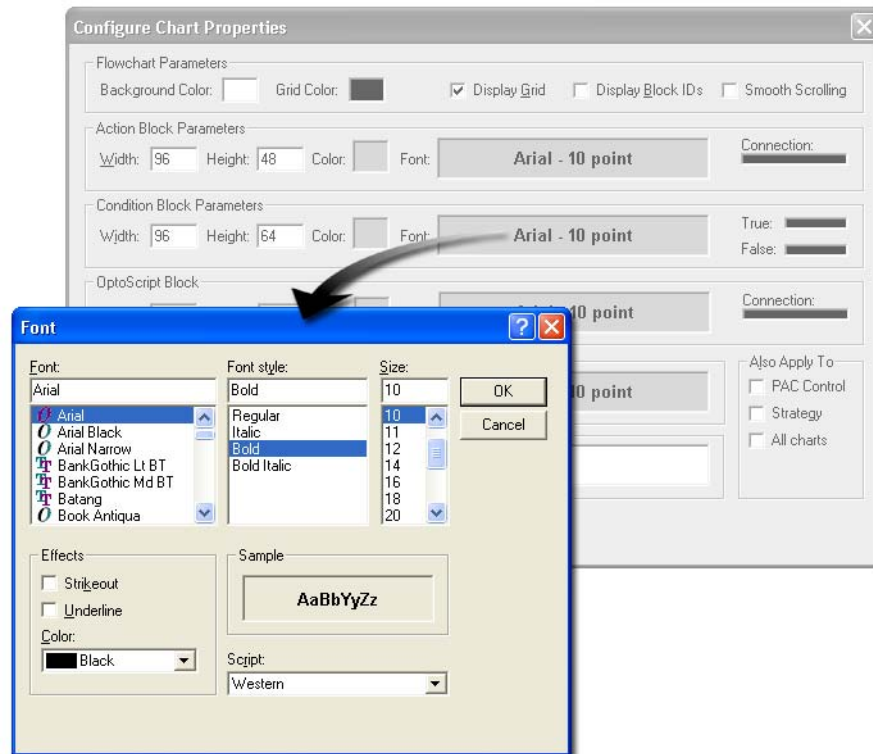 Configure Chart Properties
Flowchart Parameters
Background Color: Grid Color: Display Grid Display Block IDs Smooth Scrolling
Action Block Parameters
Width: 96 Height: 48 Color: Font: Arial - 10 point Connection:
Condition Block Parameters
Width: 96 Height: 64 Color: Font: Arial - 10 point True:
False:
OptoScript Block
10 point Connection:
10 point
Also Apply To
PAC Control
Strategy
All charts
Font
Font: Font style: Size:
Arial Bold 10 OK
Cancel
Arial Regular 10
Arial Black Italic 11
Arial Narrow Bold 12
BankGothic Lt BT Bold Italic 14
BankGothic Md BT 16
Batang 18
Book Antiqua 20
Effects Sample
Strikeout
Underline
AaBbYyZz
Color:
Black
Script:
Western